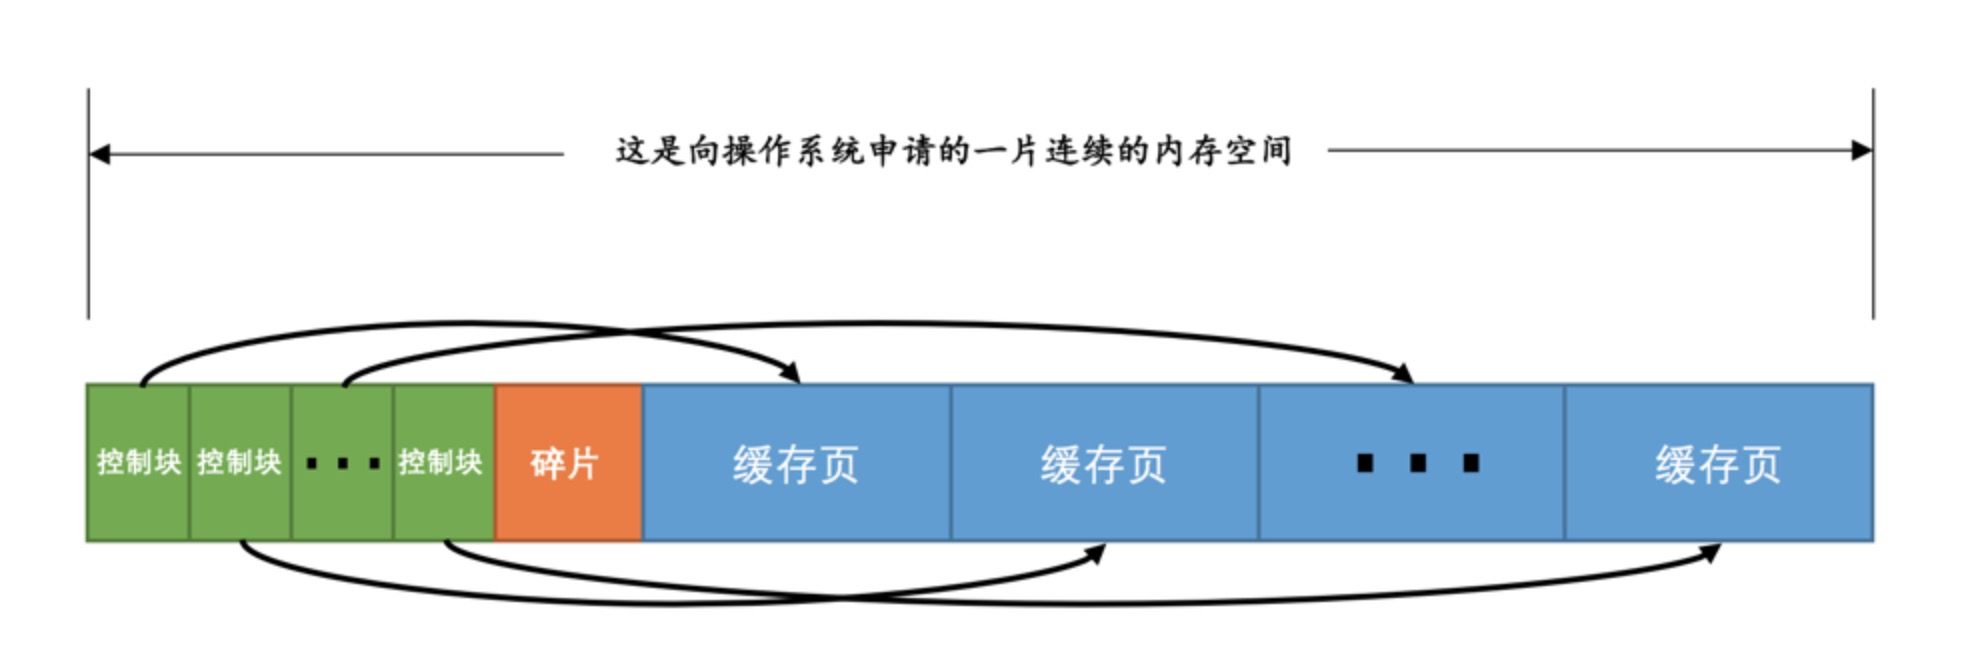 这是向操作系统申请的一片连续的内存空间
控制块 控制块 ... 控制块 碎片 缓存页 缓存页 ... 缓存页